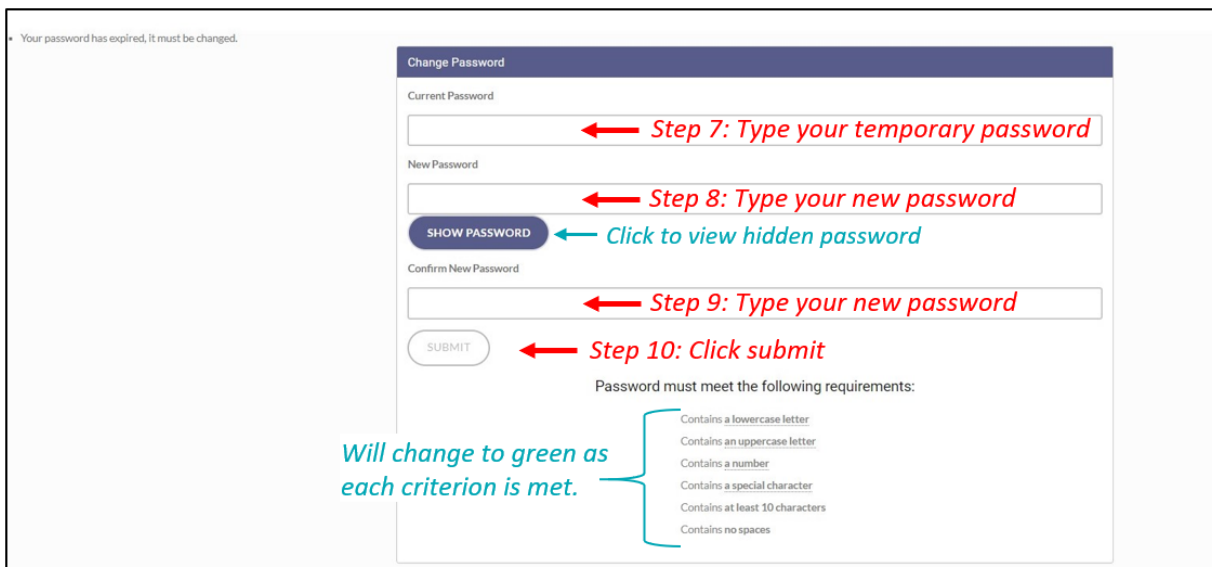 Your password has expired, it must be changed.
Change Password
Current Password
Step 7: Type your temporary password
New Password
Step 8: Type your new password
SHOW PASSWORD
Click to view hidden password
Confirm New Password
Step 9: Type your new password
SUBMIT
Step 10: Click submit
Password must meet the following requirements:
Contains a lowercase letter
Contains an uppercase letter
Contains a number
Contains a special character
Contains at least 10 characters
Contains no spaces
Will change to green as
each criterion is met.